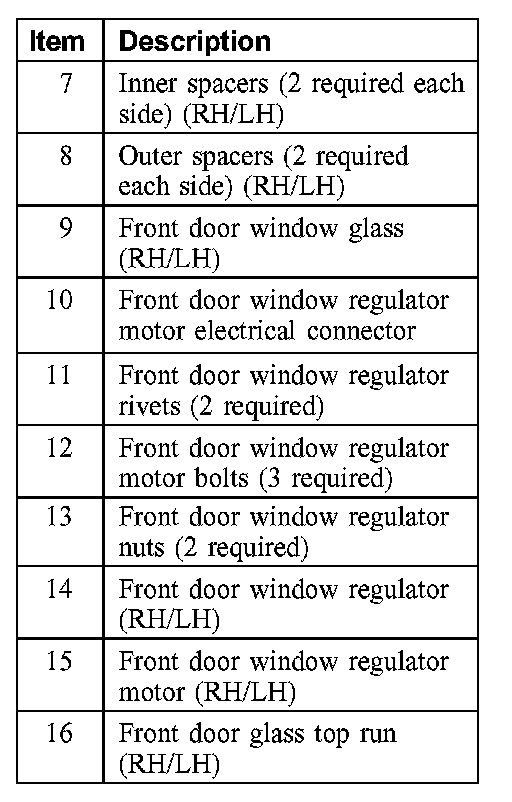 Item Description
7 Inner spacers (2 required each
side) (RH/LH)
8 Outer spacers (2 required
each side) (RH/LH)
9 Front door window glass
(RH/LH)
10 Front door window regulator
motor electrical connector
11 Front door window regulator
rivets (2 required)
12 Front door window regulator
motor bolts (3 required)
13 Front door window regulator
nuts (2 required)
14 Front door window regulator
(RH/LH)
15 Front door window regulator
motor (RH/LH)
16 Front door glass top run
(RH/LH)